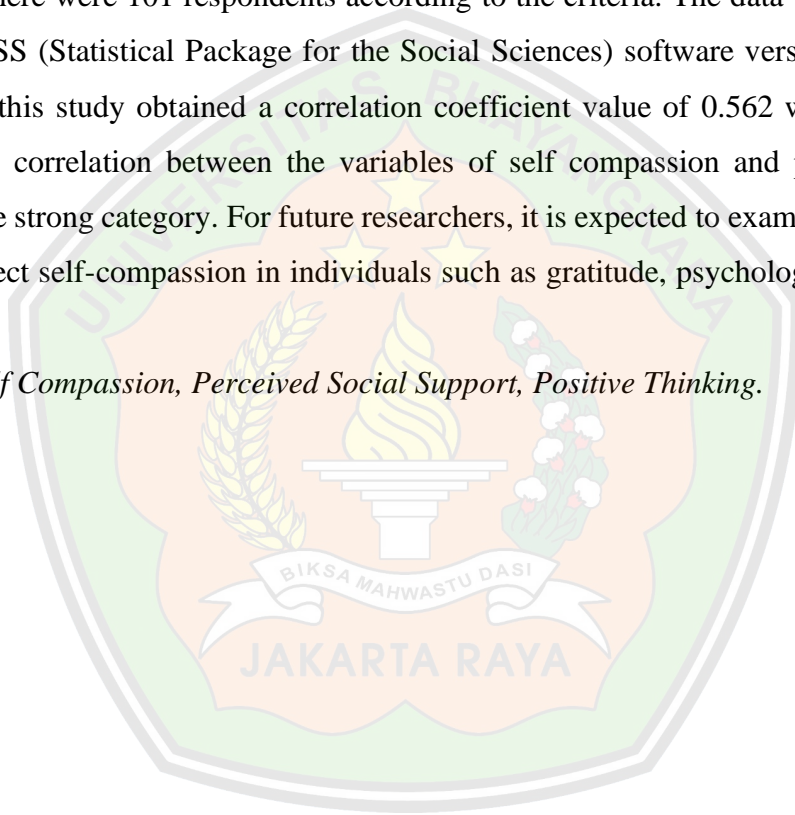 here were 101 respondents according to the criteria. The data
SS (Statistical Package for the Social Sciences) software vers
this study obtained a correlation coefficient value of 0.562 w
correlation between the variables of self compassion and p
e strong category. For future researchers, it is expected to exam
ect self-compassion in individuals such as gratitude, psycholog
f Compassion, Perceived Social Support, Positive Thinking.
UNIVERSITAS BHAYANGKARA
BIKSA MAHWASTU DASI
JAKARTA RAYA